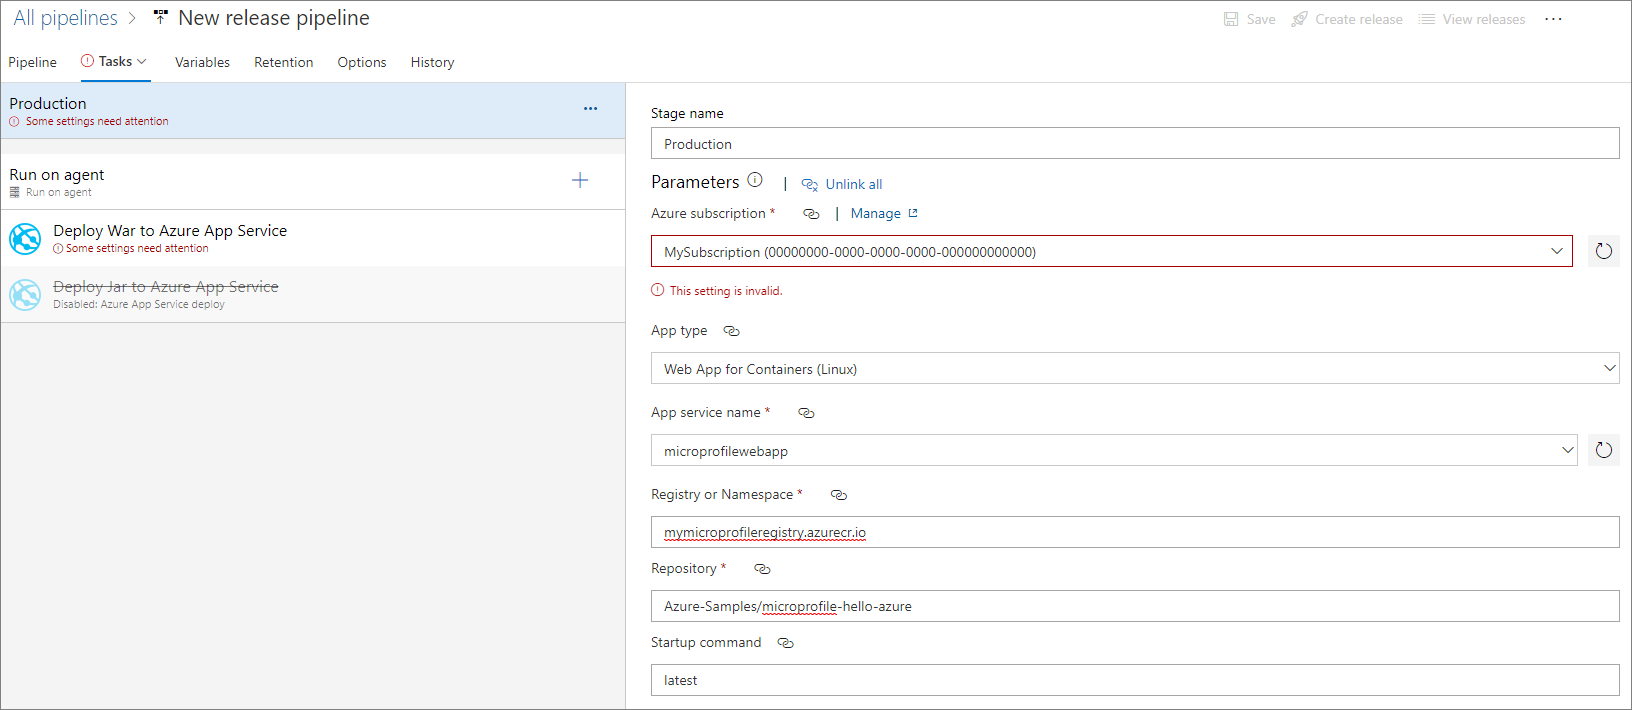 All pipelines > New release pipeline
Save Create release View releases ...
Pipeline Tasks Variables Retention Options History
Production
Some settings need attention
Run on agent
Run on agent
Deploy War to Azure App Service
Some settings need attention
Deploy Jar to Azure App Service
Disabled: Azure App Service deploy
Stage name
Production
Parameters | Unlink all
Azure subscription * | Manage
MySubscription (00000000-0000-0000-0000-000000000000)
This setting is invalid.
App type
Web App for Containers (Linux)
App service name *
microprofilewebapp
Registry or Namespace *
mymicroprofileregistry.azurecr.io
Repository *
Azure-Samples/microprofile-hello-azure
Startup command
latest